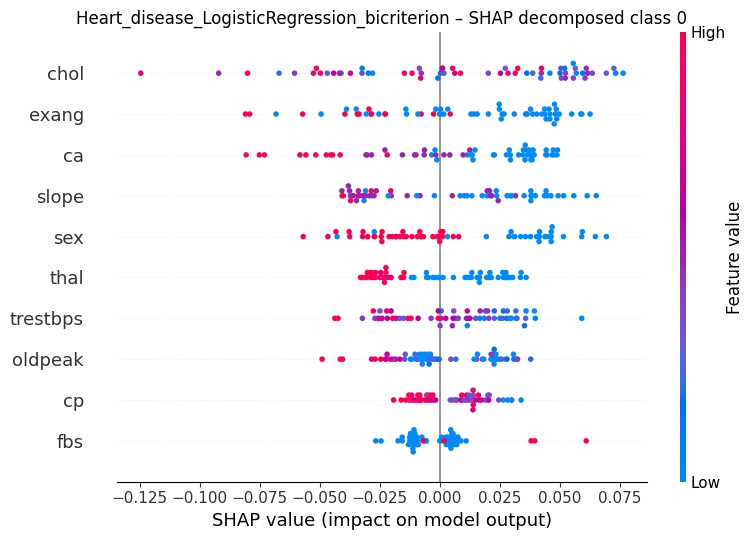 Heart_disease_LogisticRegression_bicriterion – SHAP decomposed class 0
High
chol
exang
ca
slope
sex
thal
trestbps
oldpeak
cp
fbs
Feature value
Low
−0.125 −0.100 −0.075 −0.050 −0.025 0.000 0.025 0.050 0.075
SHAP value (impact on model output)